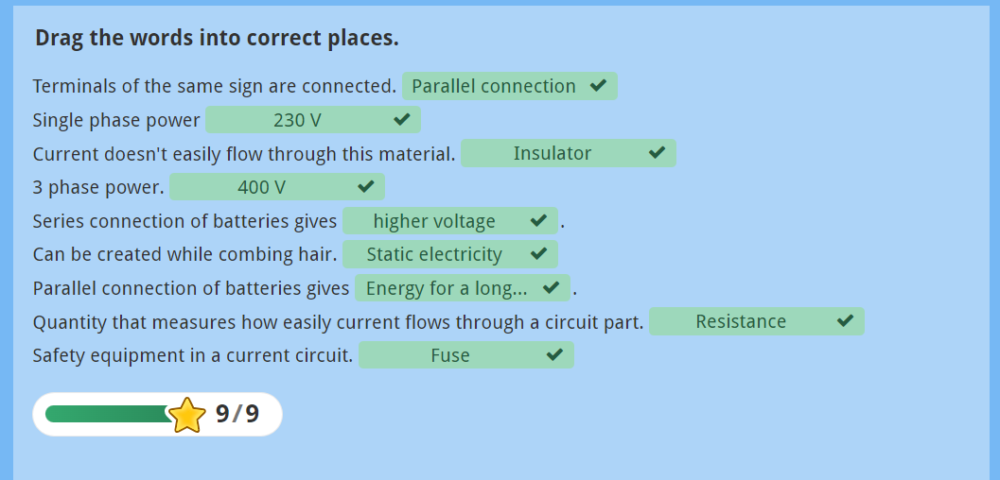 Drag the words into correct places.
Terminals of the same sign are connected. Parallel connection
Single phase power 230 V
Current doesn't easily flow through this material. Insulator
3 phase power. 400 V
Series connection of batteries gives higher voltage .
Can be created while combing hair. Static electricity
Parallel connection of batteries gives Energy for a long... .
Quantity that measures how easily current flows through a circuit part. Resistance
Safety equipment in a current circuit. Fuse
9/9